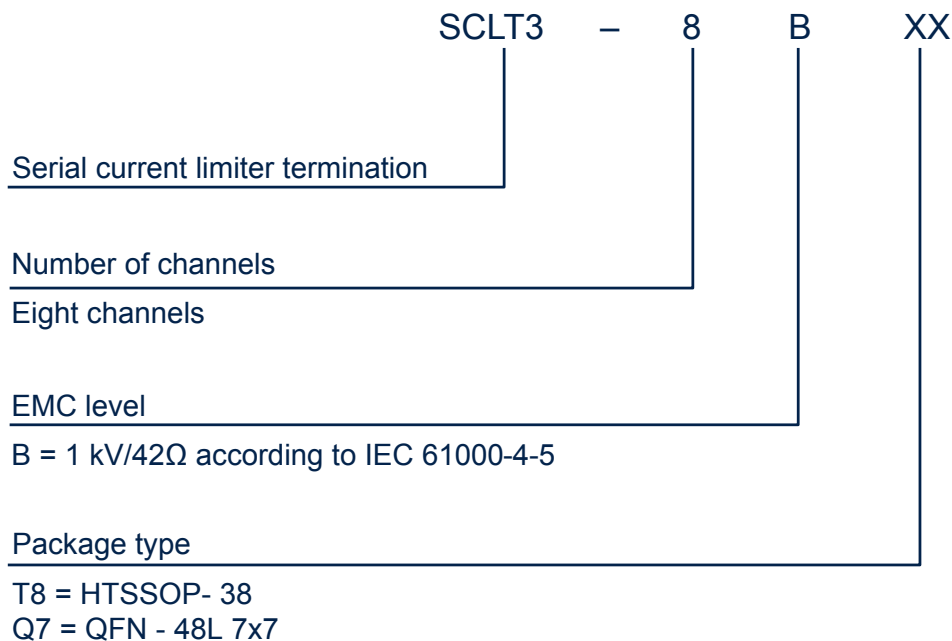 SCLT3 – 8 B XX
Serial current limiter termination
Number of channels
Eight channels
EMC level
B = 1 kV/42Ω according to IEC 61000-4-5
Package type
T8 = HTSSOP- 38
Q7 = QFN - 48L 7x7